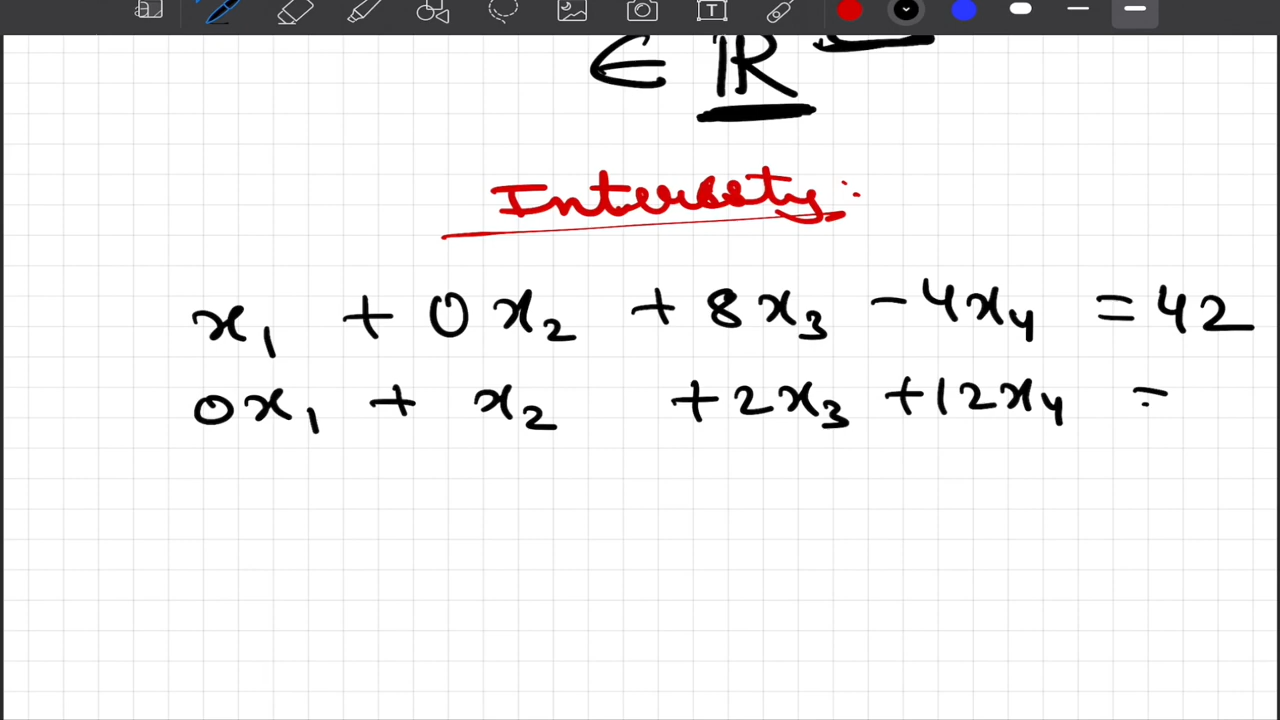 ∈ ℝ
Intersety:
x₁ + 0x₂ + 8x₃ - 4x₄ = 42
0x₁ + x₂ + 2x₃ + 12x₄ =